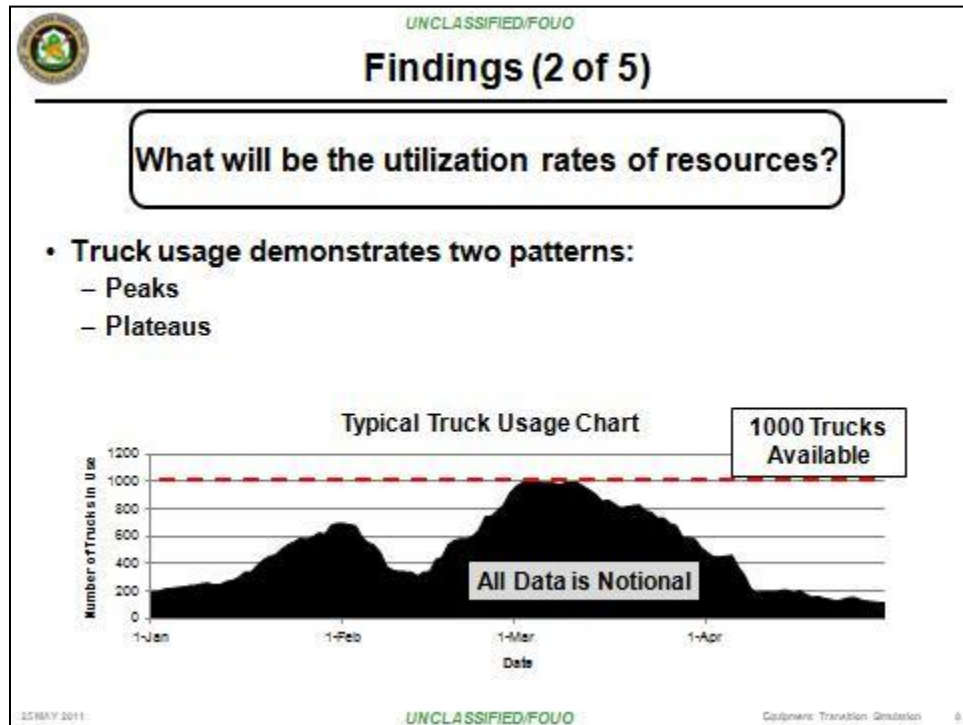 UNCLASSIFIED/FOUO
Findings (2 of 5)
What will be the utilization rates of resources?
• Truck usage demonstrates two patterns:
– Peaks
– Plateaus
Typical Truck Usage Chart
1000 Trucks
Available
Number of Trucks In Use
1200
1000
800
600
400
200
0
All Data is Notional
1-Jan
1-Feb
1-Mar
1-Apr
Date
25 MAY 2011
UNCLASSIFIED/FOUO
Equipment Transition Simulation